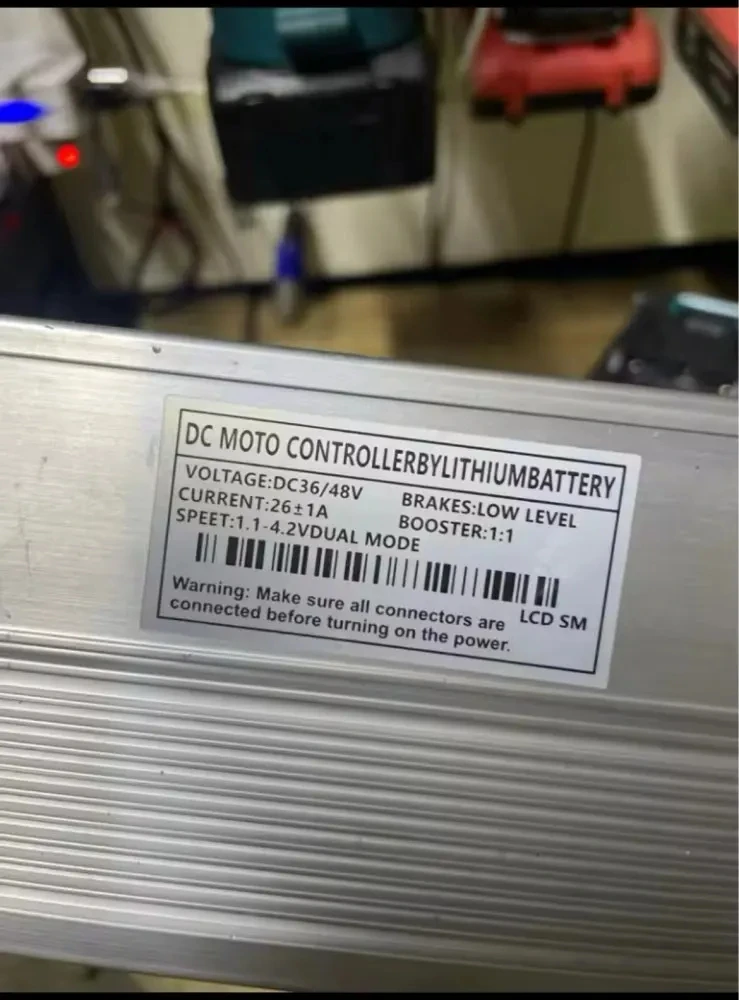 DC MOTO CONTROLLERBYLITHIUMBATTERY
VOLTAGE:DC36/48V
BRAKES:LOW LEVEL
CURRENT:26±1A
BOOSTER:1:1
SPEET:1.1-4.2VDUAL MODE
LCD SM
Warning: Make sure all connectors are
connected before turning on the power.